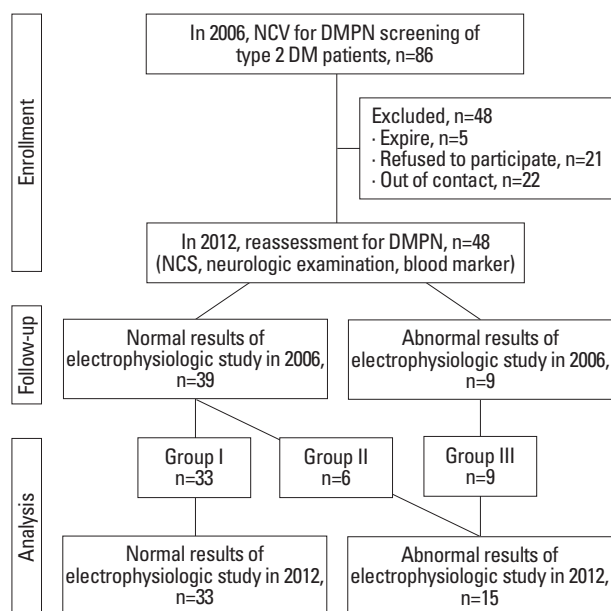 In 2006, NCV for DMPN screening of
type 2 DM patients, n=86
Enrollment
Excluded, n=48
· Expire, n=5
· Refused to participate, n=21
· Out of contact, n=22
In 2012, reassessment for DMPN, n=48
(NCS, neurologic examination, blood marker)
Follow-up
Normal results of
electrophysiologic study in 2006,
n=39
Abnormal results of
electrophysiologic study in 2006,
n=9
Analysis
Group I
n=33
Group II
n=6
Group III
n=9
Normal results of
electrophysiologic study in 2012,
n=33
Abnormal results of
electrophysiologic study in 2012,
n=15